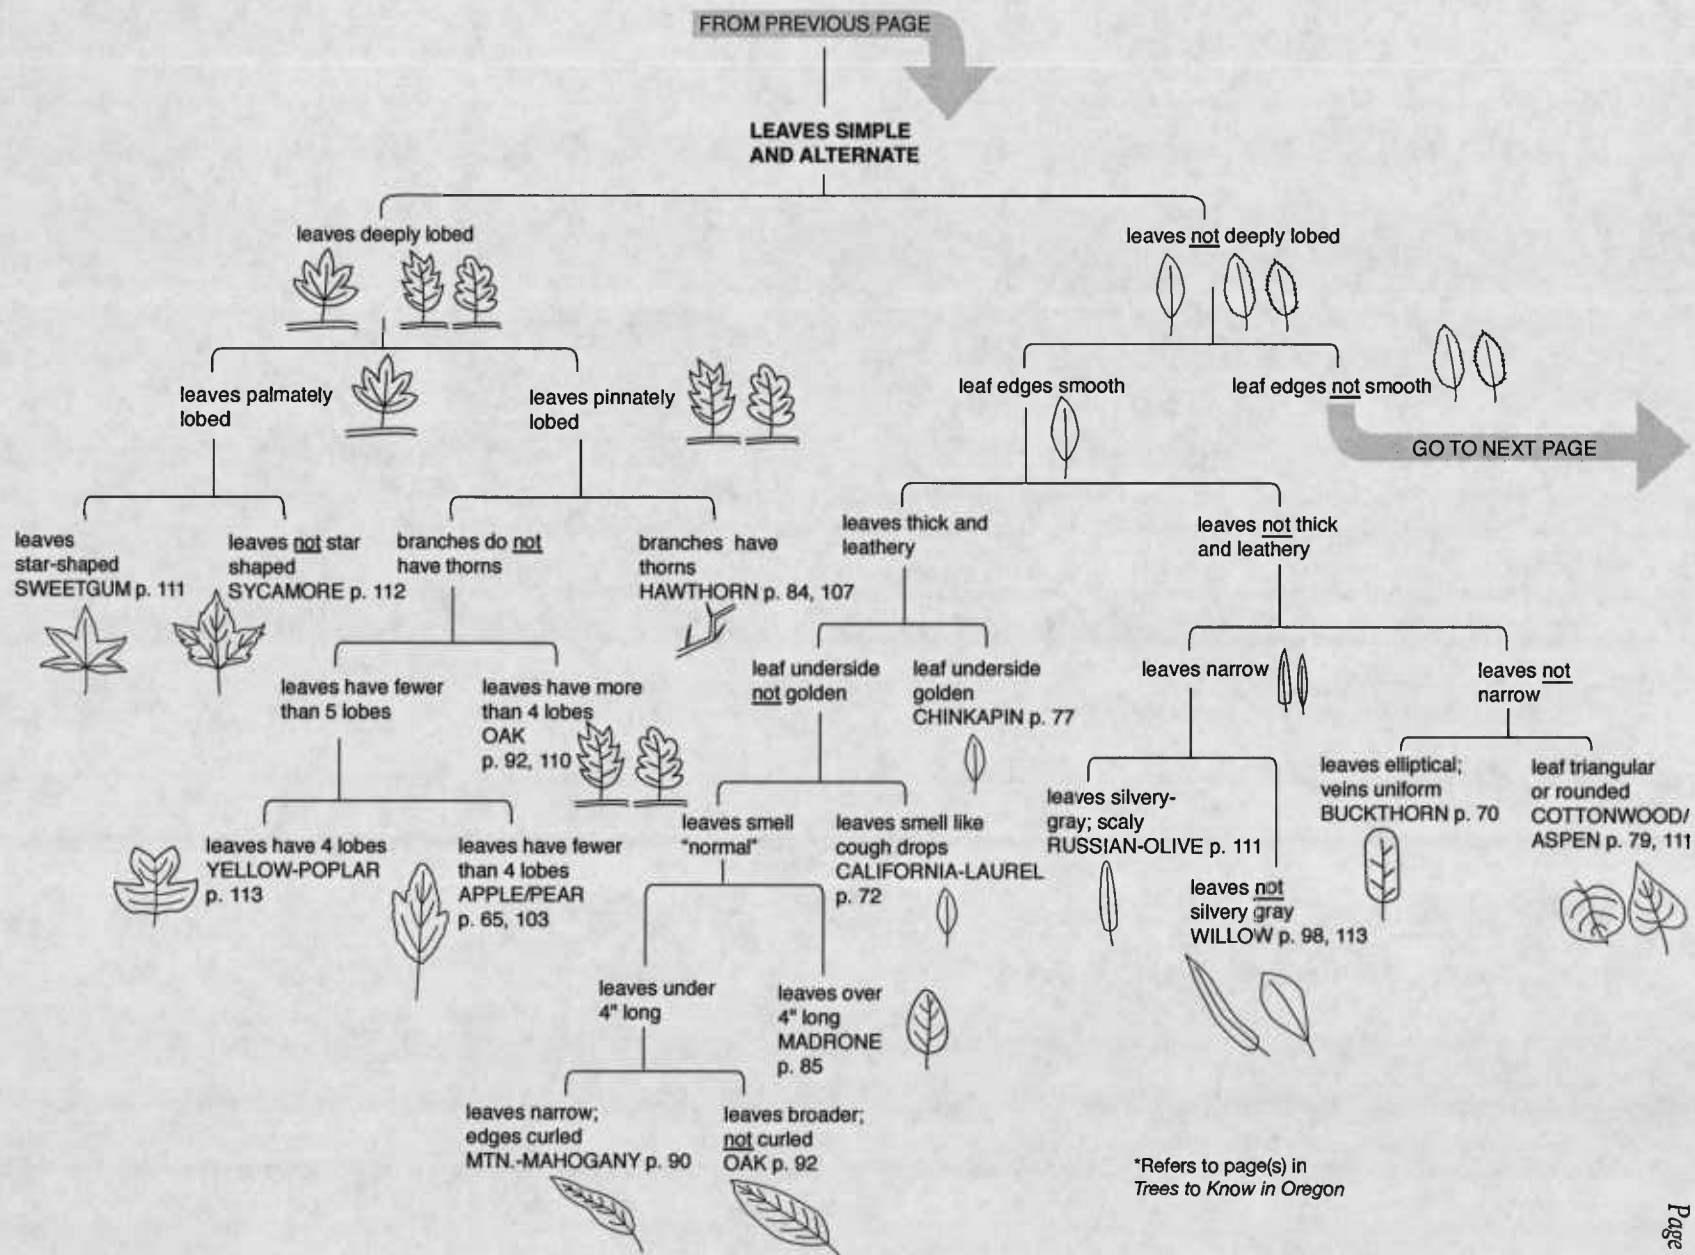 FROM PREVIOUS PAGE
LEAVES SIMPLE
AND ALTERNATE
leaves deeply lobed
leaves not deeply lobed
leaves palmately
lobed
leaves pinnately
lobed
leaf edges smooth
leaf edges not smooth
GO TO NEXT PAGE
leaves
star-shaped
SWEETGUM p. 111
leaves not star
shaped
SYCAMORE p. 112
branches do not
have thorns
branches have
thorns
HAWTHORN p. 84, 107
leaves thick and
leathery
leaves not thick
and leathery
leaves have fewer
than 5 lobes
leaves have more
than 4 lobes
OAK
p. 92, 110
leaf underside
not golden
leaf underside
golden
CHINKAPIN p. 77
leaves narrow
leaves not
narrow
leaves have 4 lobes
YELLOW-POPLAR
p. 113
leaves have fewer
than 4 lobes
APPLE/PEAR
p. 65, 103
leaves smell
"normal"
leaves smell like
cough drops
CALIFORNIA-LAUREL
p. 72
leaves silvery-
gray; scaly
RUSSIAN-OLIVE p. 111
leaves not
silvery gray
WILLOW p. 98, 113
leaves elliptical;
veins uniform
BUCKTHORN p. 70
leaf triangular
or rounded
COTTONWOOD/
ASPEN p. 79, 111
leaves under
4" long
leaves over
4" long
MADRONE
p. 85
leaves narrow;
edges curled
MTN.-MAHOGANY p. 90
leaves broader;
not curled
OAK p. 92
*Refers to page(s) in
Trees to Know in Oregon
Page